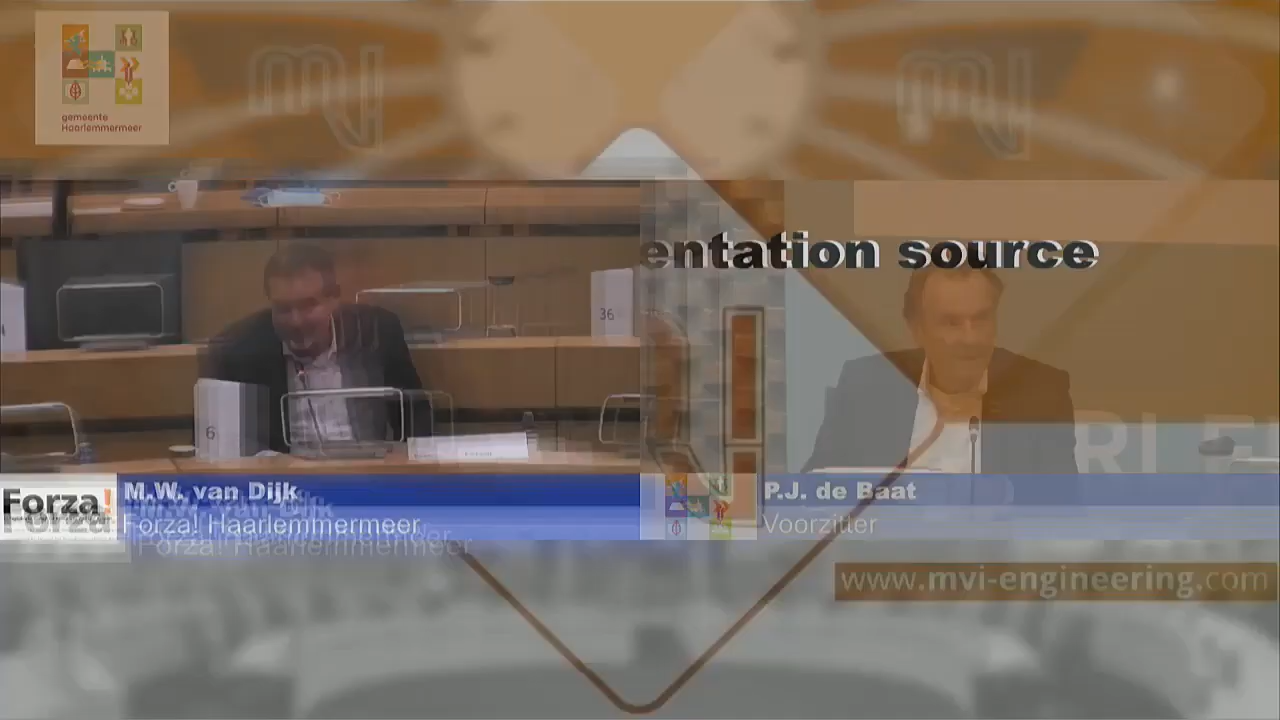 gemeente
Haarlemmermeer
entation source
36
6
Forza!
M.W. van Dijk
Forza! Haarlemmermeer
P.J. de Baat
Voorzitter
www.mvi-engineering.com